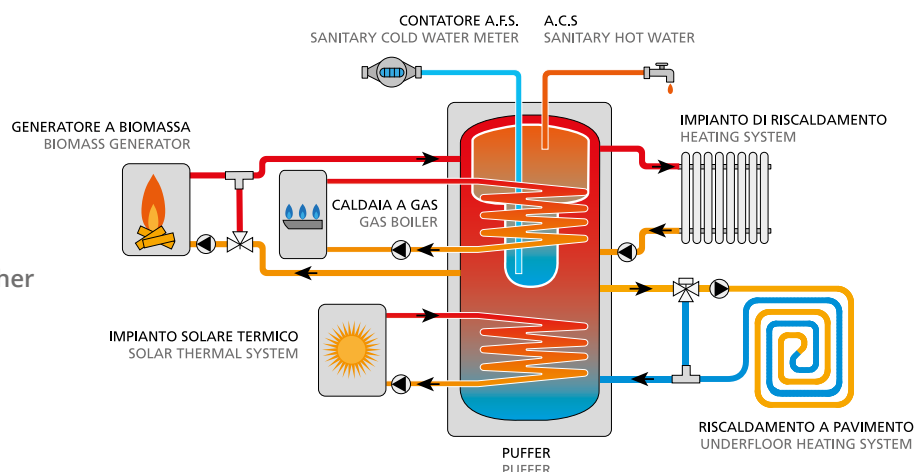 CONTATORE A.F.S.
SANITARY COLD WATER METER
A.C.S
SANITARY HOT WATER
GENERATORE A BIOMASSA
BIOMASS GENERATOR
IMPIANTO DI RISCALDAMENTO
HEATING SYSTEM
CALDAIA A GAS
GAS BOILER
IMPIANTO SOLARE TERMICO
SOLAR THERMAL SYSTEM
RISCALDAMENTO A PAVIMENTO
UNDERFLOOR HEATING SYSTEM
PUFFER
PUFFER